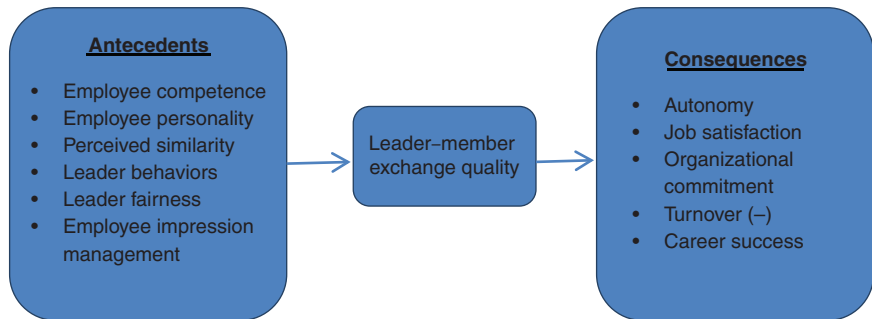 Antecedents
• Employee competence
• Employee personality
• Perceived similarity
• Leader behaviors
• Leader fairness
• Employee impression
management
Leader–member
exchange quality
Consequences
• Autonomy
• Job satisfaction
• Organizational
commitment
• Turnover (–)
• Career success